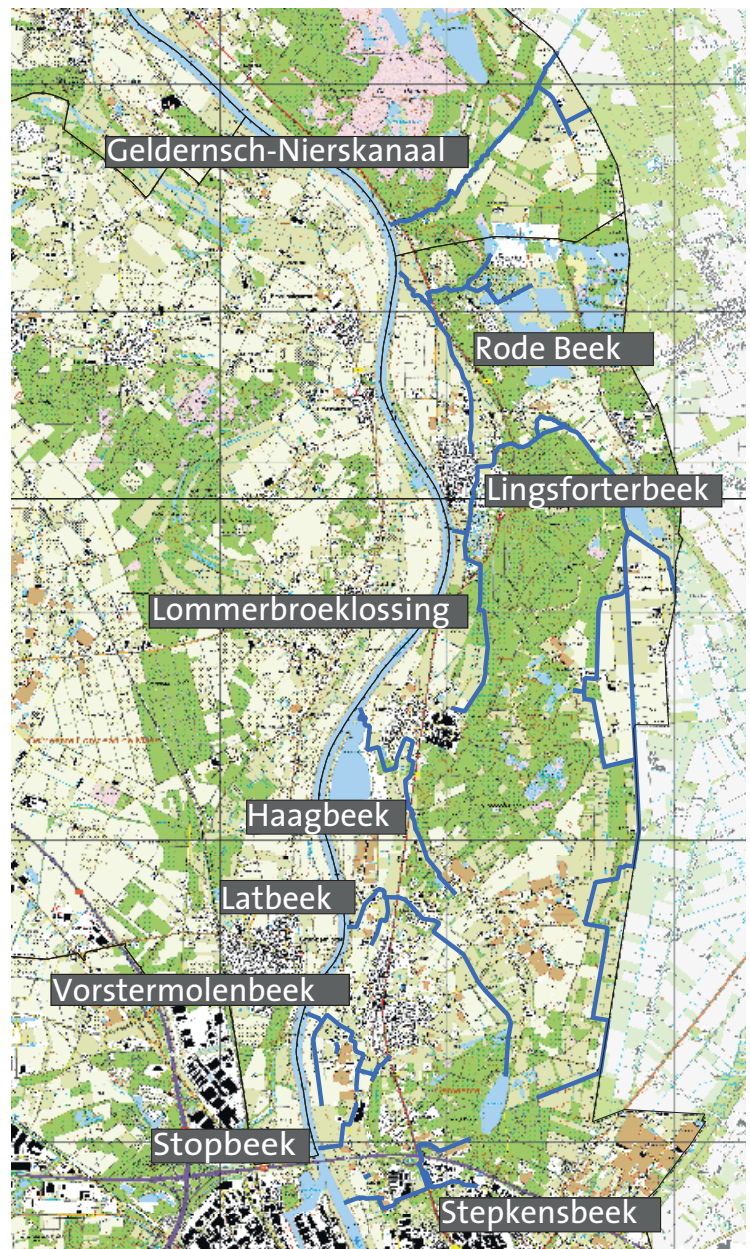 Geldernsch-Nierskanaal
Rode Beek
Lingsforterbeek
Lommerbroeklossing
Haagbeek
Latbeek
Vorstermolenbeek
Stopbeek
Stepkensbeek